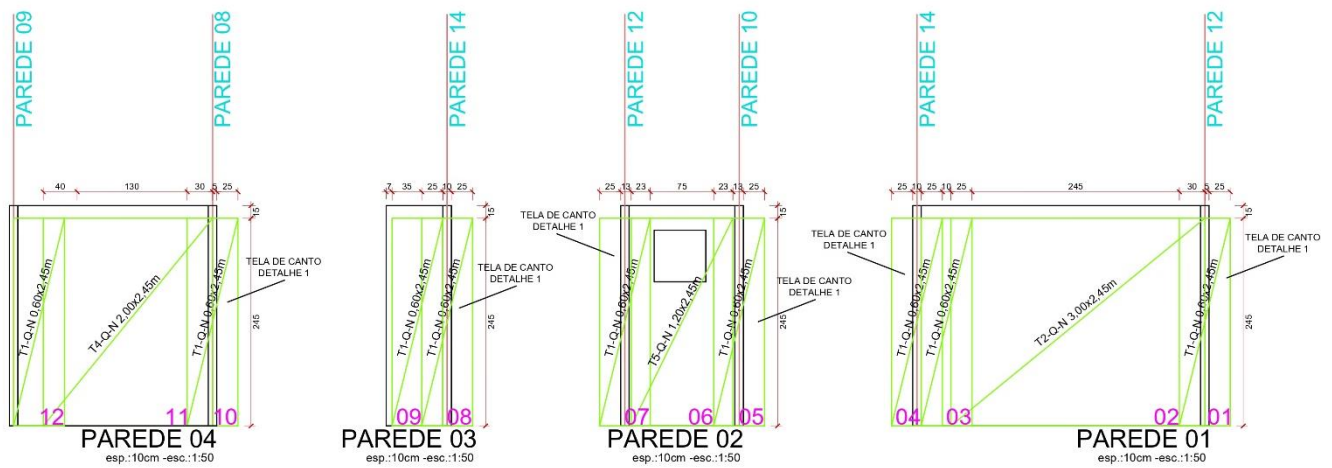 PAREDE 09
PAREDE 08
40 130 30 5 25
15
245
T1-Q-N 0,60x2,45m
T4-Q-N 2,00x2,45m
T1-Q-N 0,60x2,45m
TELA DE CANTO
DETALHE 1
12 11 10
PAREDE 04
esp.:10cm -esc.:1:50
PAREDE 14
7 35 25 10 25
15
245
T1-Q-N 0,60x2,45m
T1-Q-N 0,60x2,45m
TELA DE CANTO
DETALHE 1
09 08
PAREDE 03
esp.:10cm -esc.:1:50
PAREDE 12
PAREDE 10
25 13 23 75 23 13 25
15
245
TELA DE CANTO
DETALHE 1
T1-Q-N 0,60x2,45m
T5-Q-N 1,20x2,45m
T1-Q-N 0,60x2,45m
TELA DE CANTO
DETALHE 1
07 06 05
PAREDE 02
esp.:10cm -esc.:1:50
PAREDE 14
PAREDE 12
25 10 25 10 25 245 30 5 25
15
245
TELA DE CANTO
DETALHE 1
T1-Q-N 0,60x2,45m
T1-Q-N 0,60x2,45m
T2-Q-N 3,00x2,45m
T1-Q-N 0,60x2,45m
TELA DE CANTO
DETALHE 1
04 03 02 01
PAREDE 01
esp.:10cm -esc.:1:50